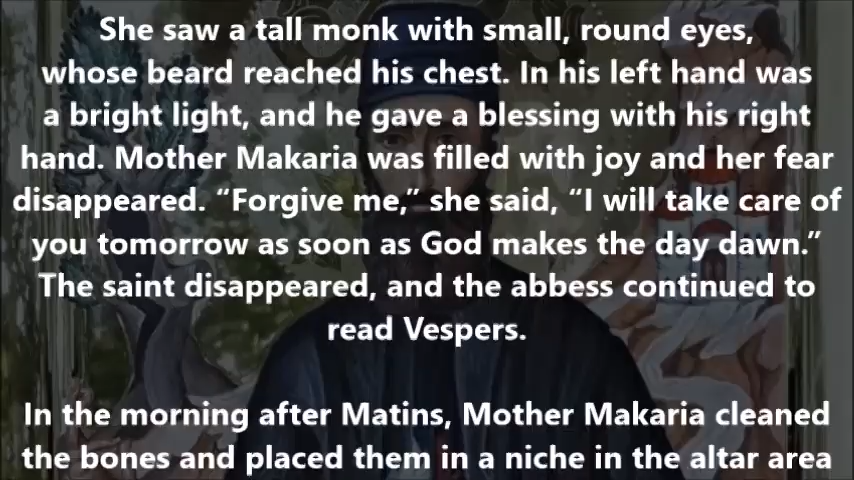 She saw a tall monk with small, round eyes,
whose beard reached his chest. In his left hand was
a bright light, and he gave a blessing with his right
hand. Mother Makaria was filled with joy and her fear
disappeared. “Forgive me,” she said, “I will take care of
you tomorrow as soon as God makes the day dawn.”
The saint disappeared, and the abbess continued to
read Vespers.
In the morning after Matins, Mother Makaria cleaned
the bones and placed them in a niche in the altar area